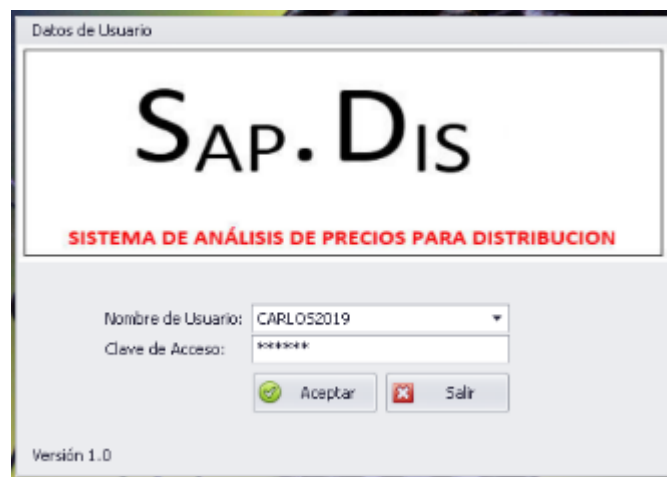 Datos de Usuario
SAP.DIS
SISTEMA DE ANÁLISIS DE PRECIOS PARA DISTRIBUCION
Nombre de Usuario: CARLOS2019
Clave de Acceso: ******
Aceptar Salir
Versión 1.0